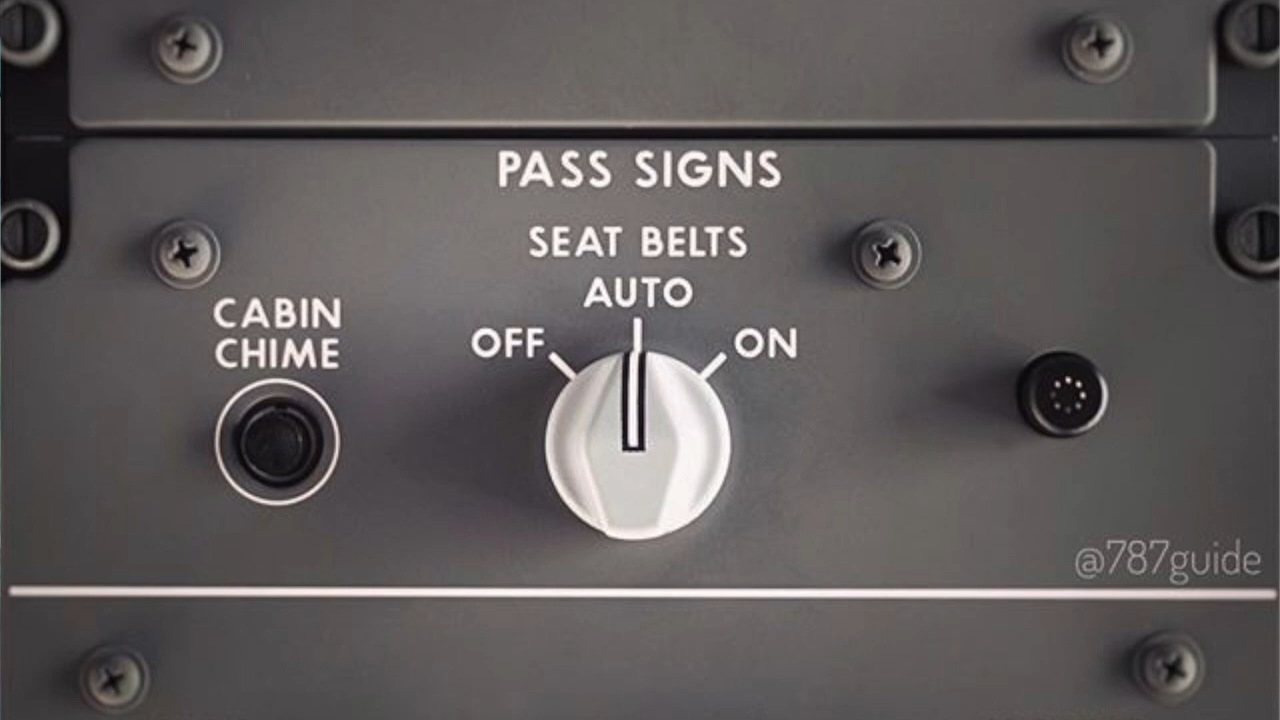 PASS SIGNS
SEAT BELTS
AUTO
OFF
ON
CABIN
CHIME
@787guide